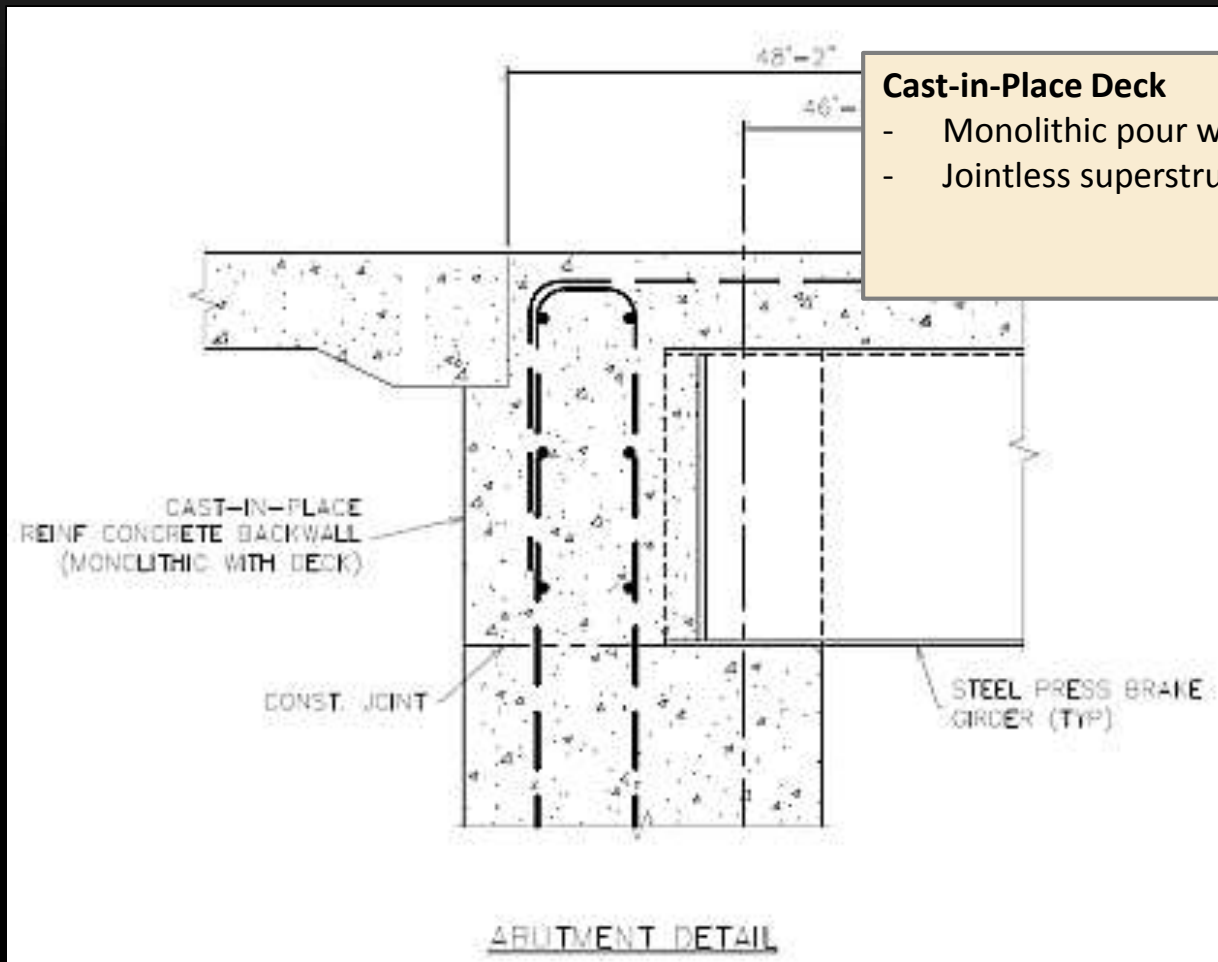 48'-2"
46'-
Cast-in-Place Deck
- Monolithic pour w
- Jointless superstru
CAST-IN-PLACE
REINF CONCRETE BACKWALL
(MONOLITHIC WITH DECK)
CONST. JOINT
STEEL PRESS BRAKE
GIRDER (TYP)
ABUTMENT DETAIL